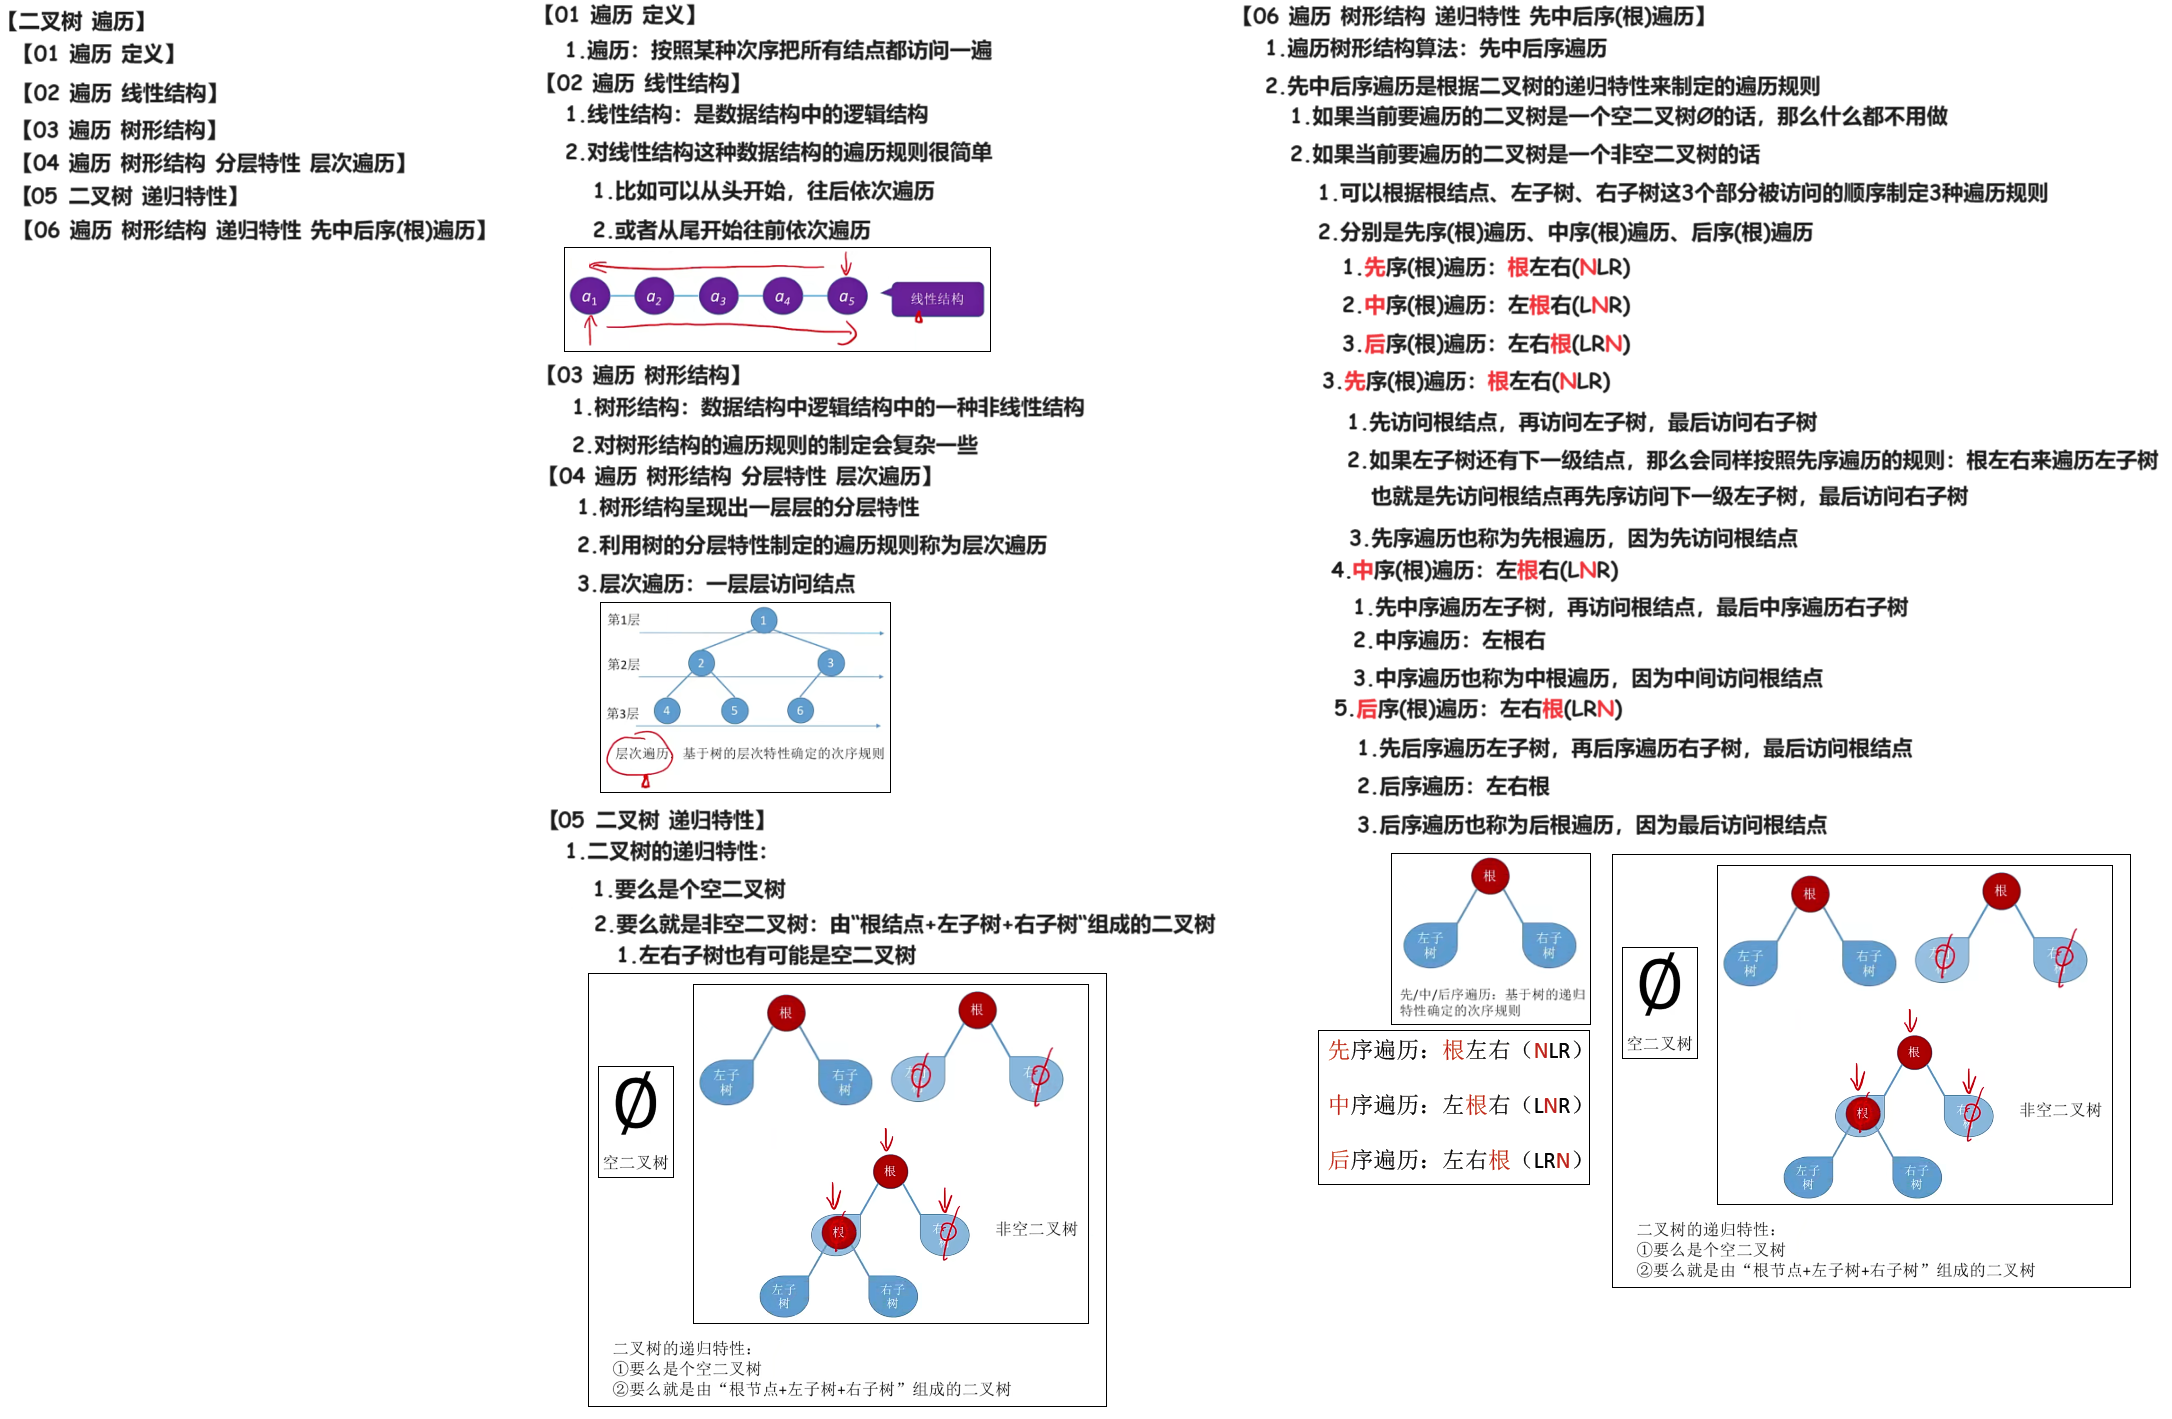 【二叉树 遍历】
【01 遍历 定义】
【02 遍历 线性结构】
【03 遍历 树形结构】
【04 遍历 树形结构 分层特性 层次遍历】
【05 二叉树 递归特性】
【06 遍历 树形结构 递归特性 先中后序(根)遍历】
【01 遍历 定义】
1.遍历：按照某种次序把所有结点都访问一遍
【02 遍历 线性结构】
1.线性结构：是数据结构中的逻辑结构
2.对线性结构这种数据结构的遍历规则很简单
1.比如可以从头开始，往后依次遍历
2.或者从尾开始往前依次遍历
a1 a2 a3 a4 a5 线性结构
【03 遍历 树形结构】
1.树形结构：数据结构中逻辑结构中的一种非线性结构
2.对树形结构的遍历规则的制定会复杂一些
【04 遍历 树形结构 分层特性 层次遍历】
1.树形结构呈现出一层层的分层特性
2.利用树的分层特性制定的遍历规则称为层次遍历
3.层次遍历：一层层访问结点
第1层 1
第2层 2 3
第3层 4 5 6
层次遍历 基于树的层次特性确定的次序规则
【05 二叉树 递归特性】
1.二叉树的递归特性：
1.要么是个空二叉树
2.要么就是非空二叉树：由“根结点+左子树+右子树“组成的二叉树
1.左右子树也有可能是空二叉树
根 根
左子树 右子树
Ø
空二叉树
根
根
非空二叉树
左子树 右子树
二叉树的递归特性：
①要么是个空二叉树
②要么就是由“根节点+左子树+右子树”组成的二叉树
【06 遍历 树形结构 递归特性 先中后序(根)遍历】
1.遍历树形结构算法：先中后序遍历
2.先中后序遍历是根据二叉树的递归特性来制定的遍历规则
1.如果当前要遍历的二叉树是一个空二叉树Ø的话，那么什么都不用做
2.如果当前要遍历的二叉树是一个非空二叉树的话
1.可以根据根结点、左子树、右子树这3个部分被访问的顺序制定3种遍历规则
2.分别是先序(根)遍历、中序(根)遍历、后序(根)遍历
1.先序(根)遍历：根左右(NLR)
2.中序(根)遍历：左根右(LNR)
3.后序(根)遍历：左右根(LRN)
3.先序(根)遍历：根左右(NLR)
1.先访问根结点，再访问左子树，最后访问右子树
2.如果左子树还有下一级结点，那么会同样按照先序遍历的规则：根左右来遍历左子树
也就是先访问根结点再先序访问下一级左子树，最后访问右子树
3.先序遍历也称为先根遍历，因为先访问根结点
4.中序(根)遍历：左根右(LNR)
1.先中序遍历左子树，再访问根结点，最后中序遍历右子树
2.中序遍历：左根右
3.中序遍历也称为中根遍历，因为中间访问根结点
5.后序(根)遍历：左右根(LRN)
1.先后序遍历左子树，再后序遍历右子树，最后访问根结点
2.后序遍历：左右根
3.后序遍历也称为后根遍历，因为最后访问根结点
根
左子树 右子树
先/中/后序遍历：基于树的递归
特性确定的次序规则
先序遍历：根左右（NLR）
中序遍历：左根右（LNR）
后序遍历：左右根（LRN）
根 根
左子树 右子树
Ø
空二叉树
根
根
非空二叉树
左子树 右子树
二叉树的递归特性：
①要么是个空二叉树
②要么就是由“根节点+左子树+右子树”组成的二叉树